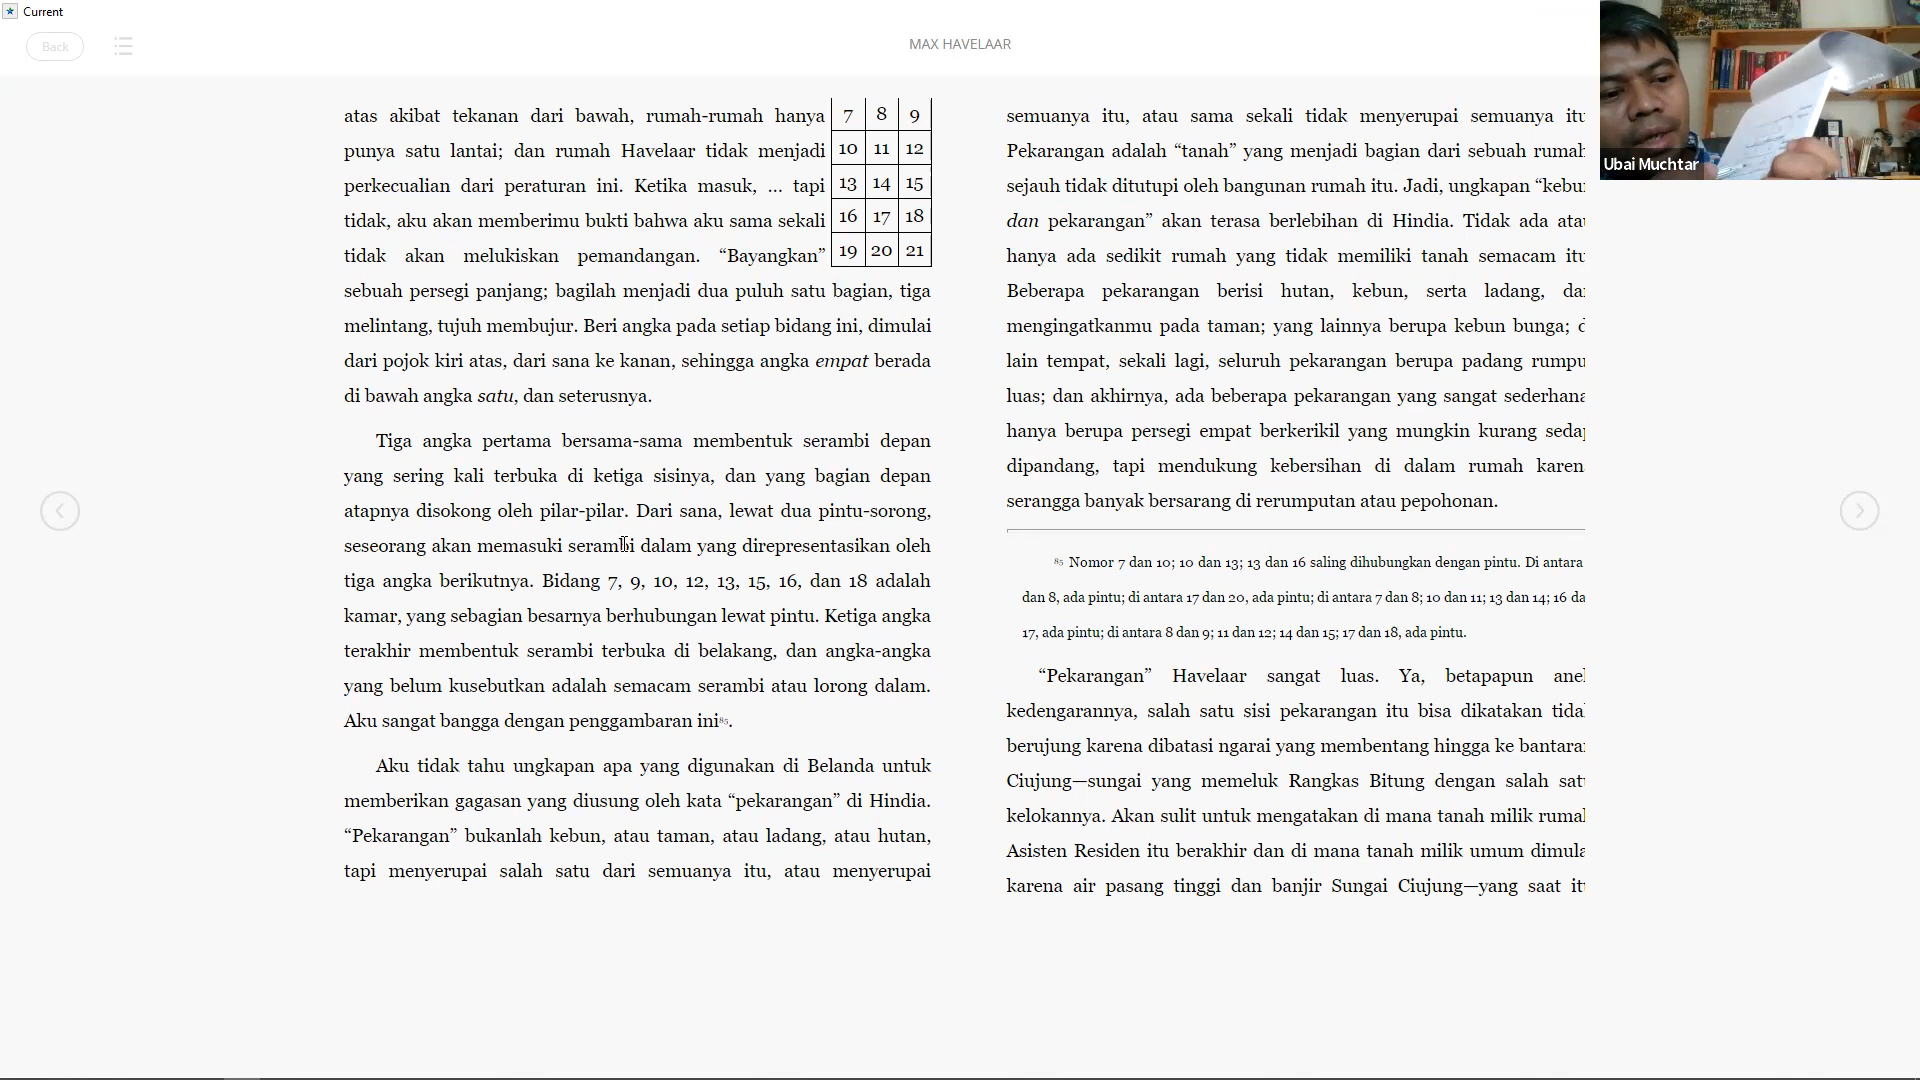 Current
Back
MAX HAVELAAR
atas akibat tekanan dari bawah, rumah-rumah hanya
punya satu lantai; dan rumah Havelaar tidak menjadi
perkecualian dari peraturan ini. Ketika masuk, ... tapi
tidak, aku akan memberimu bukti bahwa aku sama sekali
tidak akan melukiskan pemandangan. “Bayangkan”
7 8 9
10 11 12
13 14 15
16 17 18
19 20 21
sebuah persegi panjang; bagilah menjadi dua puluh satu bagian, tiga
melintang, tujuh membujur. Beri angka pada setiap bidang ini, dimulai
dari pojok kiri atas, dari sana ke kanan, sehingga angka empat berada
di bawah angka satu, dan seterusnya.
Tiga angka pertama bersama-sama membentuk serambi depan
yang sering kali terbuka di ketiga sisinya, dan yang bagian depan
atapnya disokong oleh pilar-pilar. Dari sana, lewat dua pintu-sorong,
seseorang akan memasuki serambi dalam yang direpresentasikan oleh
tiga angka berikutnya. Bidang 7, 9, 10, 12, 13, 15, 16, dan 18 adalah
kamar, yang sebagian besarnya berhubungan lewat pintu. Ketiga angka
terakhir membentuk serambi terbuka di belakang, dan angka-angka
yang belum kusebutkan adalah semacam serambi atau lorong dalam.
Aku sangat bangga dengan penggambaran ini85.
Aku tidak tahu ungkapan apa yang digunakan di Belanda untuk
memberikan gagasan yang diusung oleh kata “pekarangan” di Hindia.
“Pekarangan” bukanlah kebun, atau taman, atau ladang, atau hutan,
tapi menyerupai salah satu dari semuanya itu, atau menyerupai
semuanya itu, atau sama sekali tidak menyerupai semuanya itu
Pekarangan adalah “tanah” yang menjadi bagian dari sebuah rumah
sejauh tidak ditutupi oleh bangunan rumah itu. Jadi, ungkapan “kebun
dan pekarangan” akan terasa berlebihan di Hindia. Tidak ada atau
hanya ada sedikit rumah yang tidak memiliki tanah semacam itu
Beberapa pekarangan berisi hutan, kebun, serta ladang, dan
mengingatkanmu pada taman; yang lainnya berupa kebun bunga; d
lain tempat, sekali lagi, seluruh pekarangan berupa padang rumpu
luas; dan akhirnya, ada beberapa pekarangan yang sangat sederhana
hanya berupa persegi empat berkerikil yang mungkin kurang sedap
dipandang, tapi mendukung kebersihan di dalam rumah karena
serangga banyak bersarang di rerumputan atau pepohonan.
85 Nomor 7 dan 10; 10 dan 13; 13 dan 16 saling dihubungkan dengan pintu. Di antara
dan 8, ada pintu; di antara 17 dan 20, ada pintu; di antara 7 dan 8; 10 dan 11; 13 dan 14; 16 da
17, ada pintu; di antara 8 dan 9; 11 dan 12; 14 dan 15; 17 dan 18, ada pintu.
“Pekarangan” Havelaar sangat luas. Ya, betapapun aneh
kedengarannya, salah satu sisi pekarangan itu bisa dikatakan tidak
berujung karena dibatasi ngarai yang membentang hingga ke bantaran
Ciujung—sungai yang memeluk Rangkas Bitung dengan salah satu
kelokannya. Akan sulit untuk mengatakan di mana tanah milik rumah
Asisten Residen itu berakhir dan di mana tanah milik umum dimula
karena air pasang tinggi dan banjir Sungai Ciujung—yang saat itu
Ubai Muchtar